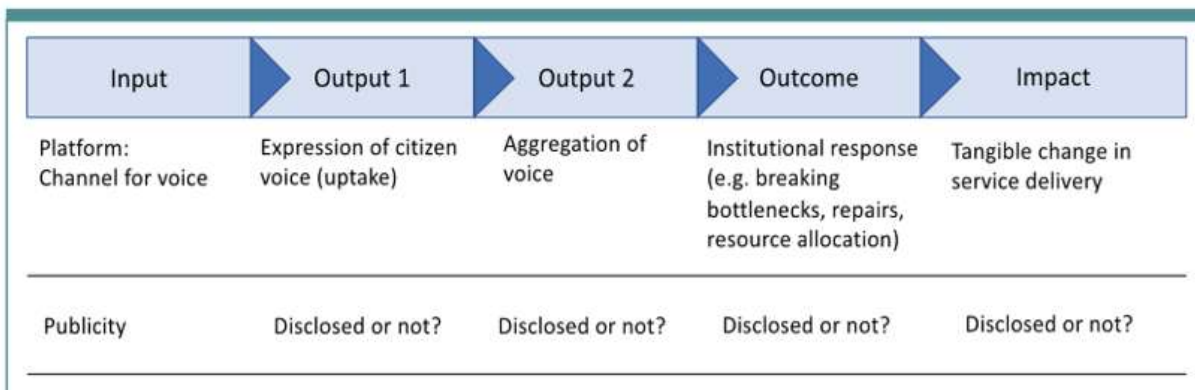 Input
Output 1
Output 2
Outcome
Impact
Platform:
Channel for voice
Expression of citizen
voice (uptake)
Aggregation of
voice
Institutional response
(e.g. breaking
bottlenecks, repairs,
resource allocation)
Tangible change in
service delivery
Publicity
Disclosed or not?
Disclosed or not?
Disclosed or not?
Disclosed or not?